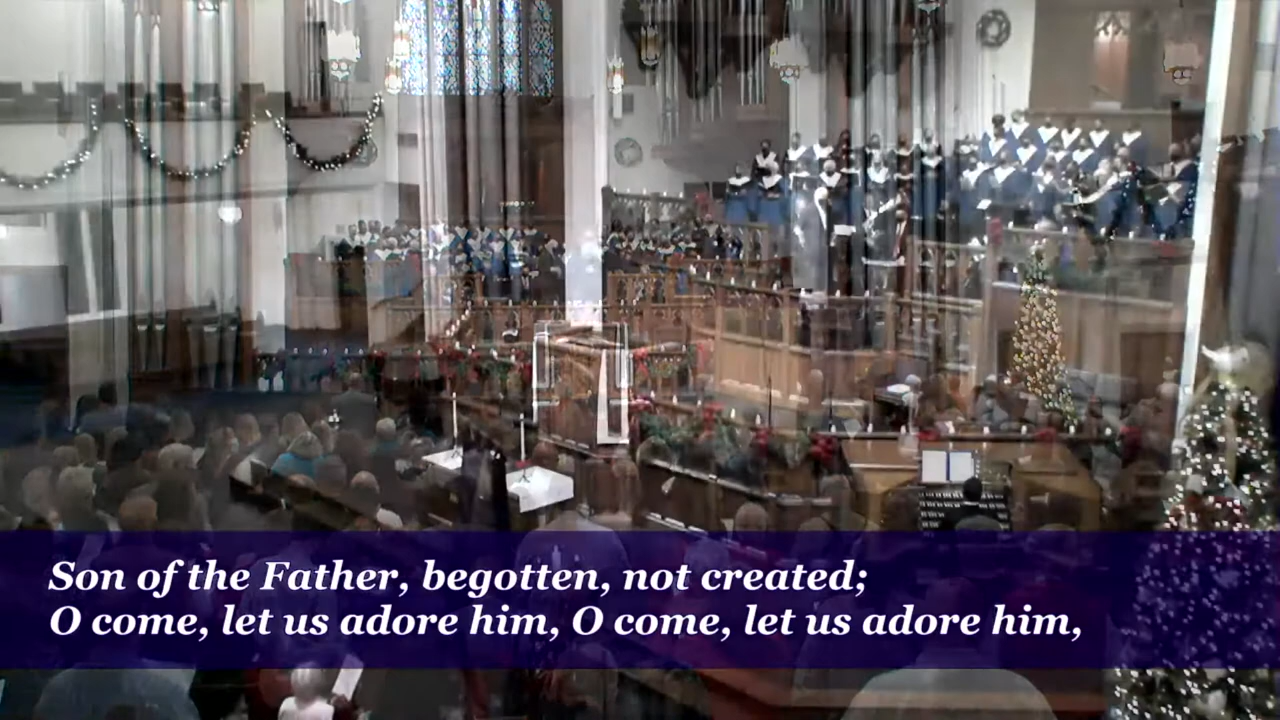 Son of the Father, begotten, not created;
O come, let us adore him, O come, let us adore him,